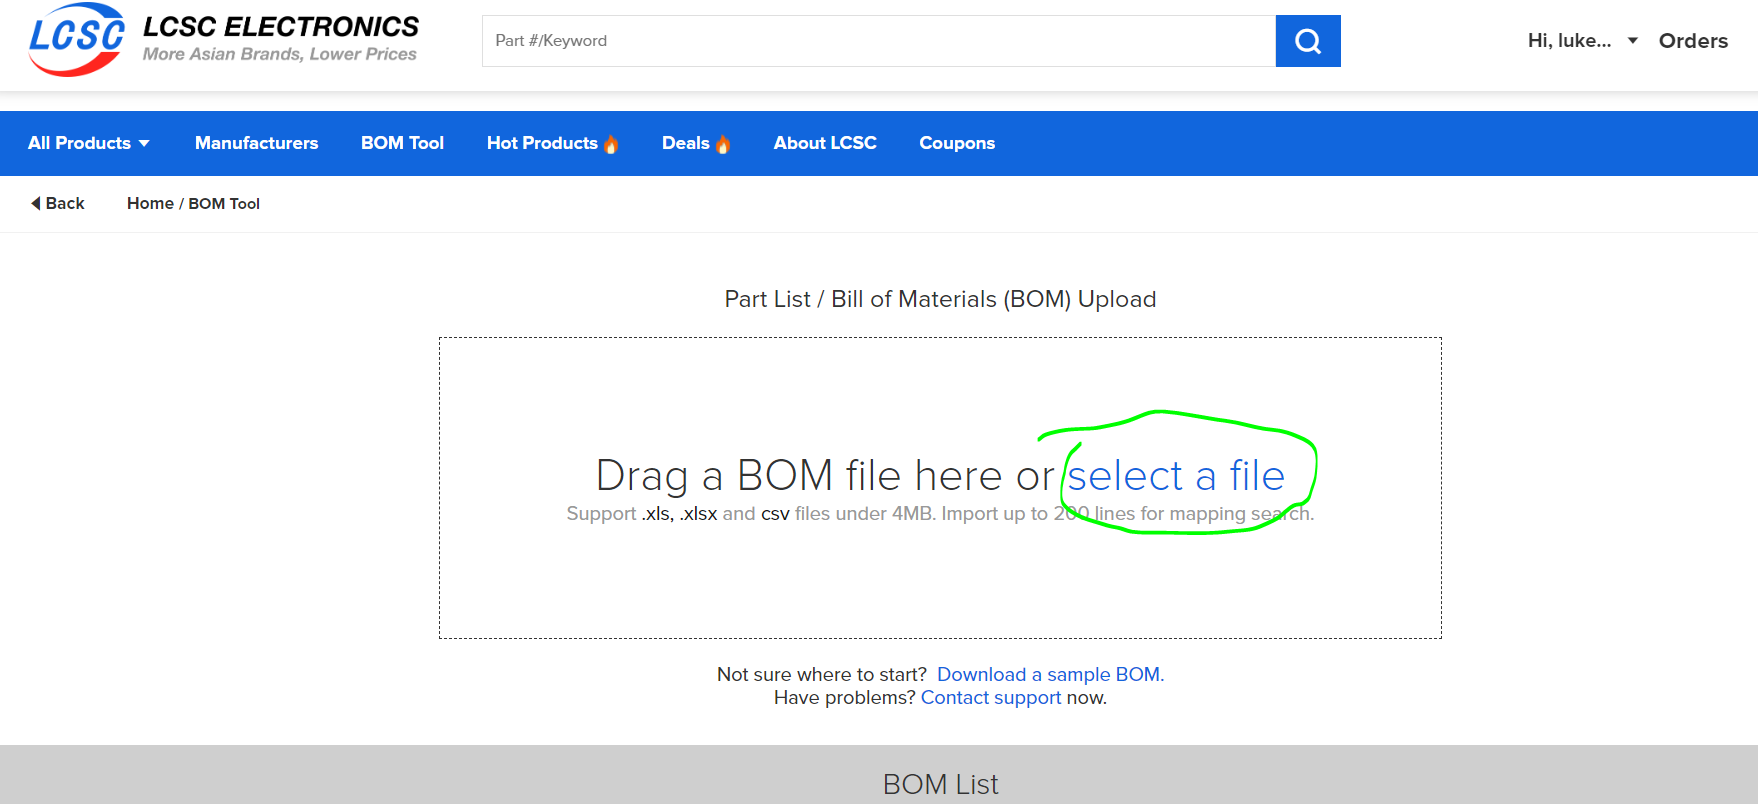 LCSC LCSC ELECTRONICS
More Asian Brands, Lower Prices
Part #/Keyword
Hi, luke... Orders
All Products Manufacturers BOM Tool Hot Products Deals About LCSC Coupons
Back Home / BOM Tool
Part List / Bill of Materials (BOM) Upload
Drag a BOM file here or select a file
Support .xls, .xlsx and csv files under 4MB. Import up to 200 lines for mapping search.
Not sure where to start? Download a sample BOM.
Have problems? Contact support now.
BOM List